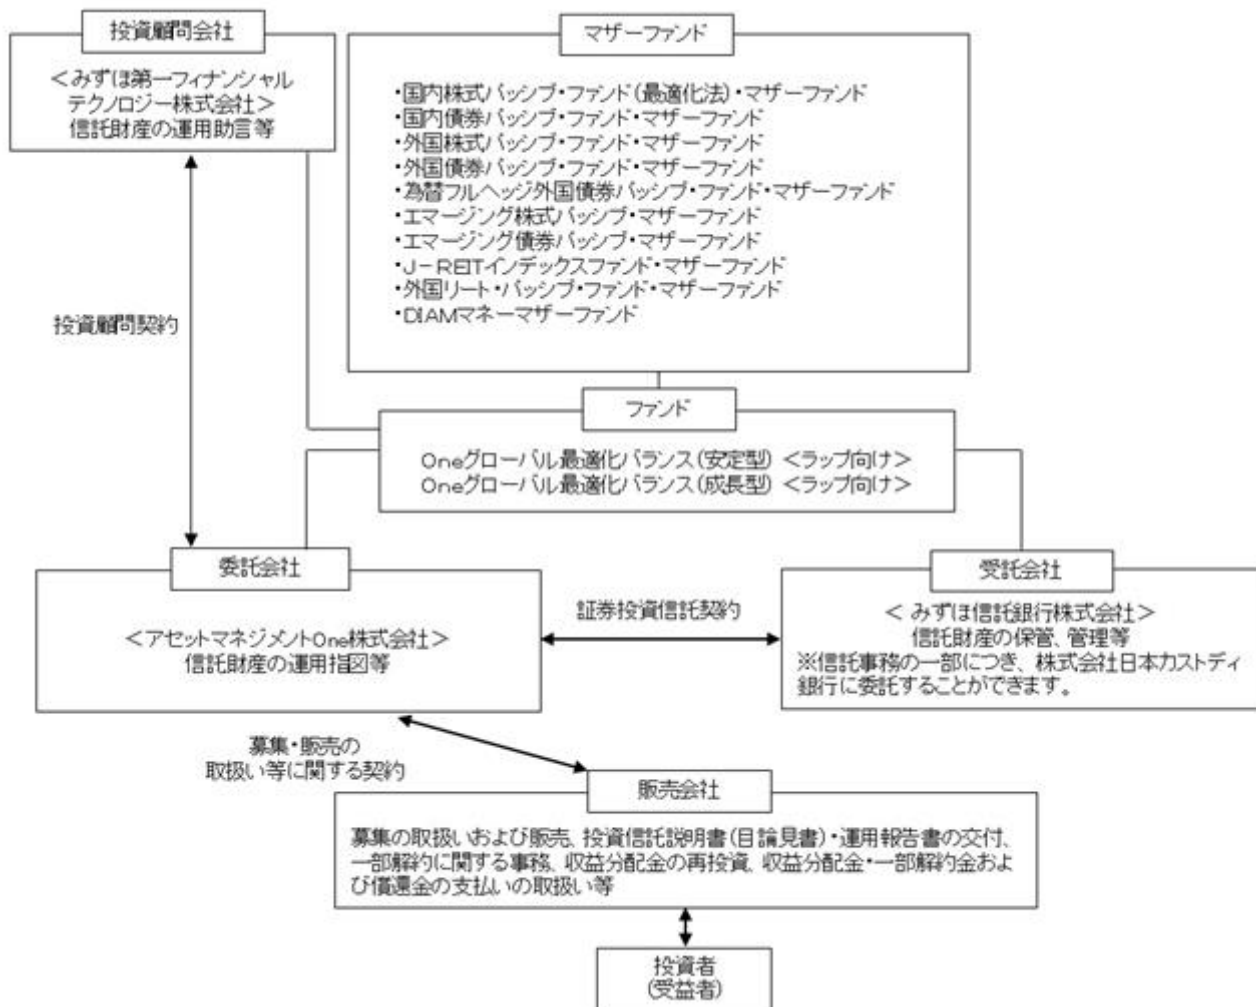 投資顧問会社
<みずほ第一フィナンシャル
テクノロジー株式会社>
信託財産の運用助言等
マザーファンド
・国内株式パッシブ・ファンド(最適化法)・マザーファンド
・国内債券パッシブ・ファンド・マザーファンド
・外国株式パッシブ・ファンド・マザーファンド
・外国債券パッシブ・ファンド・マザーファンド
・為替フルヘッジ外国債券パッシブ・ファンド・マザーファンド
・エマージング株式パッシブ・マザーファンド
・エマージング債券パッシブ・マザーファンド
・J-REITインデックスファンド・マザーファンド
・外国リート・パッシブ・ファンド・マザーファンド
・DIAMマネーマザーファンド
投資顧問契約
ファンド
Oneグローバル最適化バランス(安定型) <ラップ向け>
Oneグローバル最適化バランス(成長型) <ラップ向け>
委託会社
<アセットマネジメントOne株式会社>
信託財産の運用指図等
証券投資信託契約
受託会社
< みずほ信託銀行株式会社>
信託財産の保管、管理等
※信託事務の一部につき、株式会社日本カストディ
銀行に委託することができます。
募集・販売の
取扱い等に関する契約
販売会社
募集の取扱いおよび販売、投資信託説明書(目論見書)・運用報告書の交付、
一部解約に関する事務、収益分配金の再投資、収益分配金・一部解約金およ
び償還金の支払いの取扱い等
投資者
(受益者)